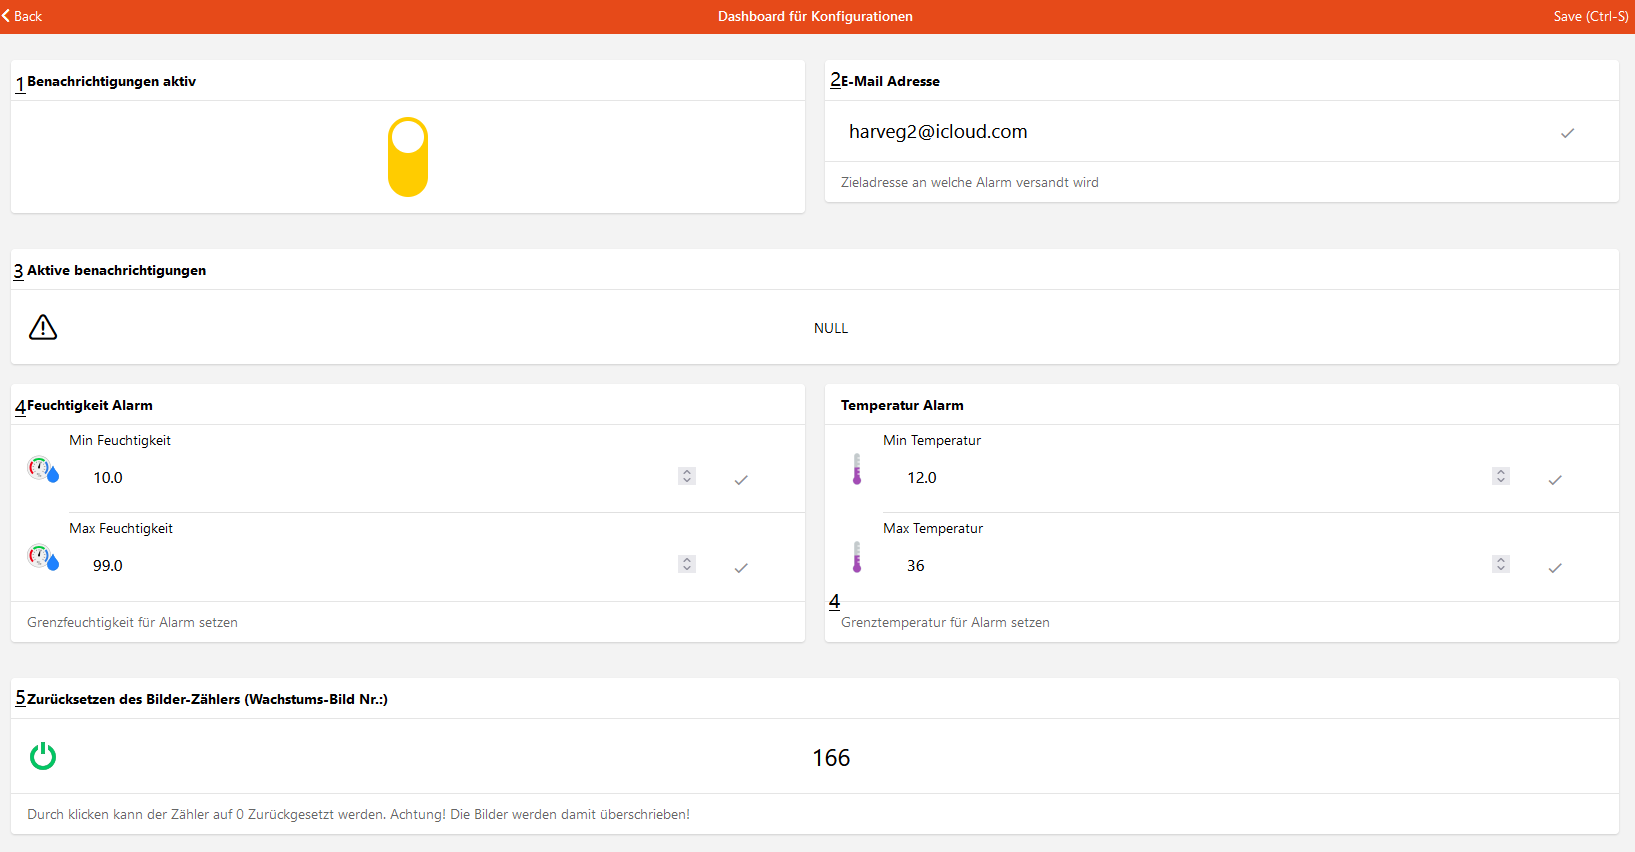 Back
Dashboard für Konfigurationen
Save (Ctrl-S)
1 Benachrichtigungen aktiv
2 E-Mail Adresse
harveg2@icloud.com
Zieladresse an welche Alarm versandt wird
3 Aktive benachrichtigungen
NULL
4 Feuchtigkeit Alarm
Min Feuchtigkeit
10.0
Max Feuchtigkeit
99.0
Grenzfeuchtigkeit für Alarm setzen
Temperatur Alarm
Min Temperatur
12.0
Max Temperatur
36
4
Grenztemperatur für Alarm setzen
5 Zurücksetzen des Bilder-Zählers (Wachstums-Bild Nr.:)
166
Durch klicken kann der Zähler auf 0 Zurückgesetzt werden. Achtung! Die Bilder werden damit überschrieben!